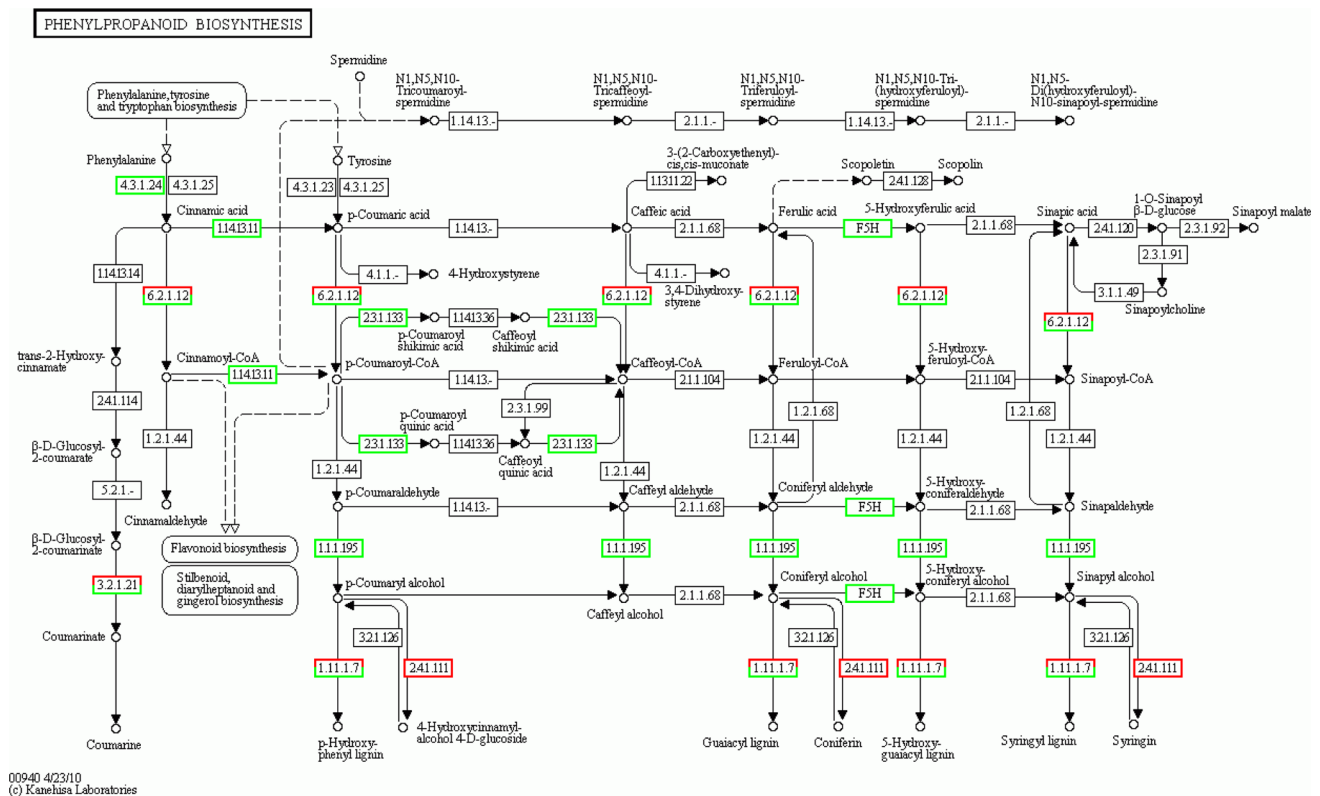 PHENYLPROPANOID BIOSYNTHESIS
Spermidine
N1,N5,N10-
Tricoumaroyl-
spermidine
N1,N5,N10-
Tricaffeoyl-
spermidine
N1,N5,N10-
Triferuloyl-
spermidine
N1,N5,N10-Tri-
(hydroxyferuloyl)-
spermidine
N1,N5-
Di(hydroxyferuloyl)-
N10-sinapoyl-spermidine
Phenylalanine, tyrosine
and tryptophan biosynthesis
1.14.13.-
2.1.1.-
1.14.13.-
2.1.1.-
Phenylalanine
Tyrosine
3-(2-Carboxyethenyl)-
cis,cis-muconate
Scopoletin
Scopolin
4.3.1.24
4.3.1.25
4.3.1.23
4.3.1.25
1.13.11.22
2.4.1.128
Cinnamic acid
p-Coumaric acid
Caffeic acid
Ferulic acid
5-Hydroxyferulic acid
Sinapic acid
1-O-Sinapoyl
β-D-glucose
Sinapoyl malate
1.14.13.11
1.14.13.-
2.1.1.68
F5H
2.1.1.68
2.4.1.120
2.3.1.92
2.3.1.91
1.14.13.14
4.1.1.-
4-Hydroxystyrene
4.1.1.-
3,4-Dihydroxy-
styrene
6.2.1.12
6.2.1.12
6.2.1.12
6.2.1.12
6.2.1.12
3.1.1.49
Sinapoylcholine
6.2.1.12
2.3.1.133
1.14.13.36
2.3.1.133
p-Coumaroyl
shikimic acid
Caffeoyl
shikimic acid
trans-2-Hydroxy-
cinnamate
Cinnamoyl-CoA
p-Coumaroyl-CoA
Caffeoyl-CoA
Feruloyl-CoA
5-Hydroxy-
feruloyl-CoA
Sinapoyl-CoA
1.14.13.11
1.14.13.-
2.1.1.104
2.1.1.104
2.4.1.114
2.3.1.99
1.2.1.68
1.2.1.68
p-Coumaroyl
quinic acid
β-D-Glucosyl-
2-coumarate
1.2.1.44
2.3.1.133
1.14.13.36
2.3.1.133
1.2.1.44
1.2.1.44
1.2.1.44
Caffeoyl
quinic acid
1.2.1.44
1.2.1.44
5.2.1.-
p-Coumaraldehyde
Caffeyl aldehyde
Coniferyl aldehyde
5-Hydroxy-
coniferaldehyde
Sinapaldehyde
Cinnamaldehyde
1.14.13.-
2.1.1.68
F5H
2.1.1.68
β-D-Glucosyl-
2-coumarinate
Flavonoid biosynthesis
1.1.1.195
1.1.1.195
1.1.1.195
1.1.1.195
1.1.1.195
Stilbenoid,
diarylheptanoid and
gingerol biosynthesis
3.2.1.21
p-Coumaryl alcohol
Caffeyl alcohol
Coniferyl alcohol
5-Hydroxy-
coniferyl alcohol
Sinapyl alcohol
2.1.1.68
F5H
2.1.1.68
Coumarinate
3.2.1.126
3.2.1.126
3.2.1.126
1.11.1.7
2.4.1.111
1.11.1.7
2.4.1.111
1.11.1.7
1.11.1.7
2.4.1.111
Coumarine
p-Hydroxy-
phenyl lignin
4-Hydroxycinnamyl-
alcohol 4-D-glucoside
Guaiacyl lignin
Coniferin
5-Hydroxy-
guaiacyl lignin
Syringyl lignin
Syringin
00940 4/23/10
(c) Kanehisa Laboratories